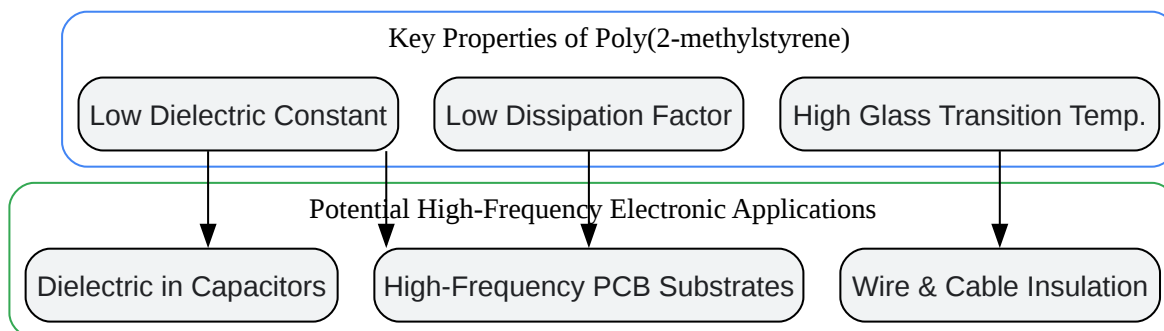 Key Properties of Poly(2-methylstyrene)
Low Dielectric Constant
Low Dissipation Factor
High Glass Transition Temp.
Potential High-Frequency Electronic Applications
Dielectric in Capacitors
High-Frequency PCB Substrates
Wire & Cable Insulation